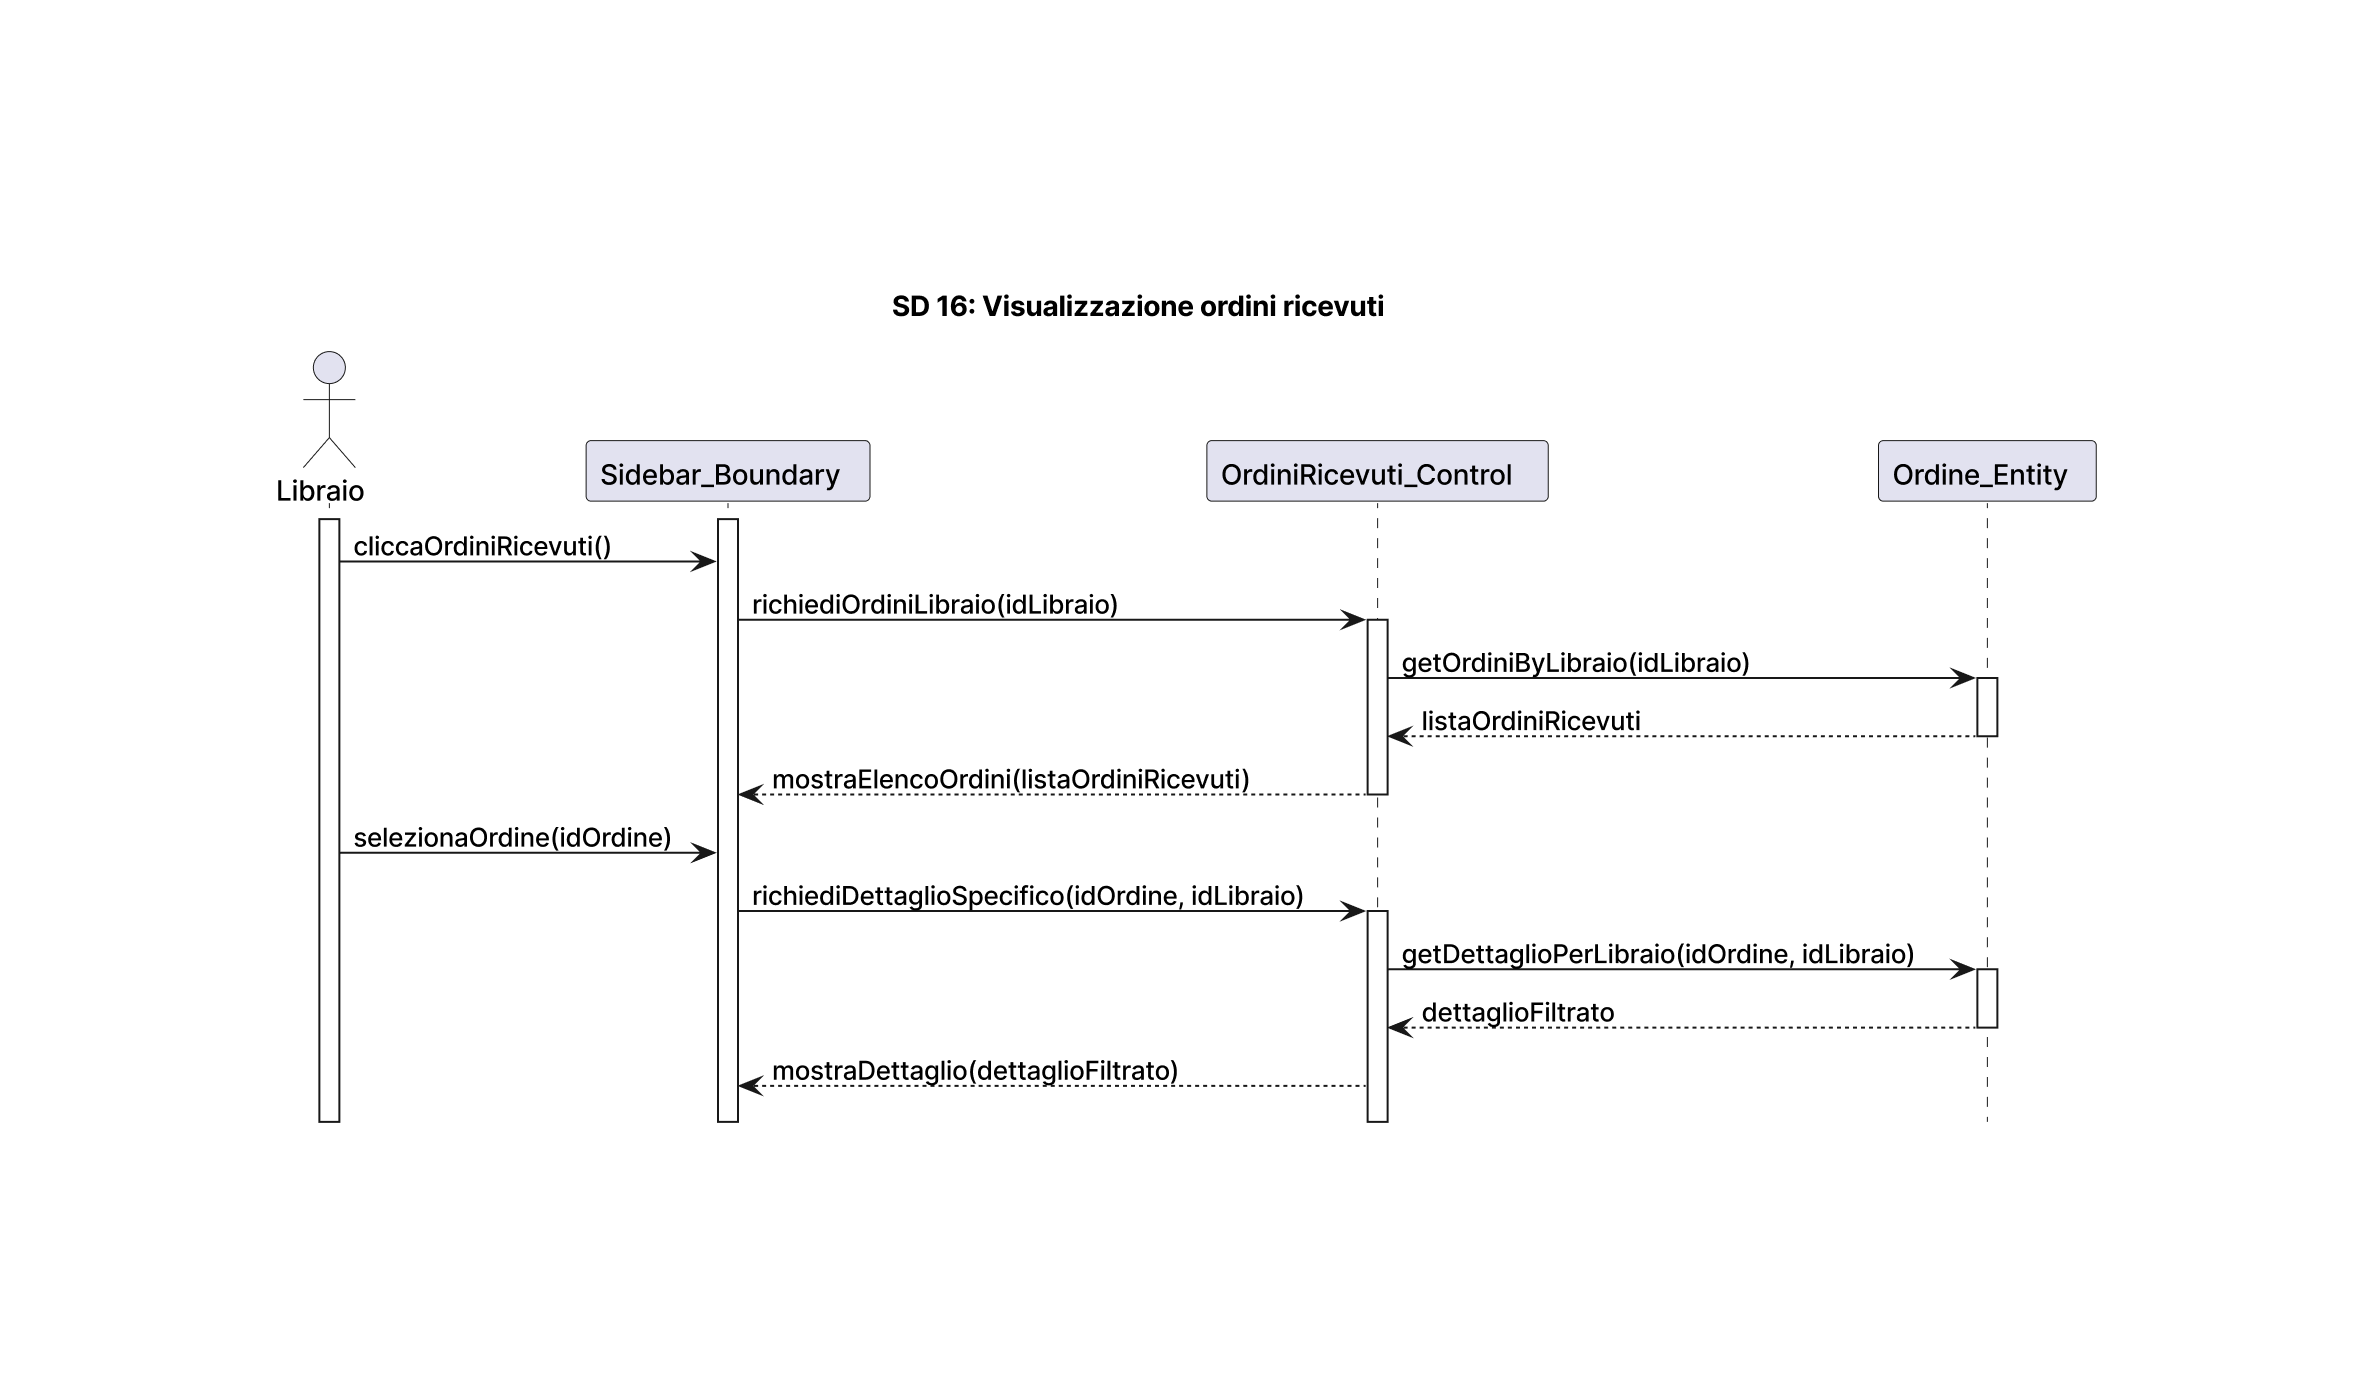 SD 16: Visualizzazione ordini ricevuti
Libraio
Sidebar_Boundary
OrdiniRicevuti_Control
Ordine_Entity
cliccaOrdiniRicevuti()
richiediOrdiniLibraio(idLibraio)
getOrdiniByLibraio(idLibraio)
listaOrdiniRicevuti
mostraElencoOrdini(listaOrdiniRicevuti)
selezionaOrdine(idOrdine)
richiediDettaglioSpecifico(idOrdine, idLibraio)
getDettaglioPerLibraio(idOrdine, idLibraio)
dettaglioFiltrato
mostraDettaglio(dettaglioFiltrato)